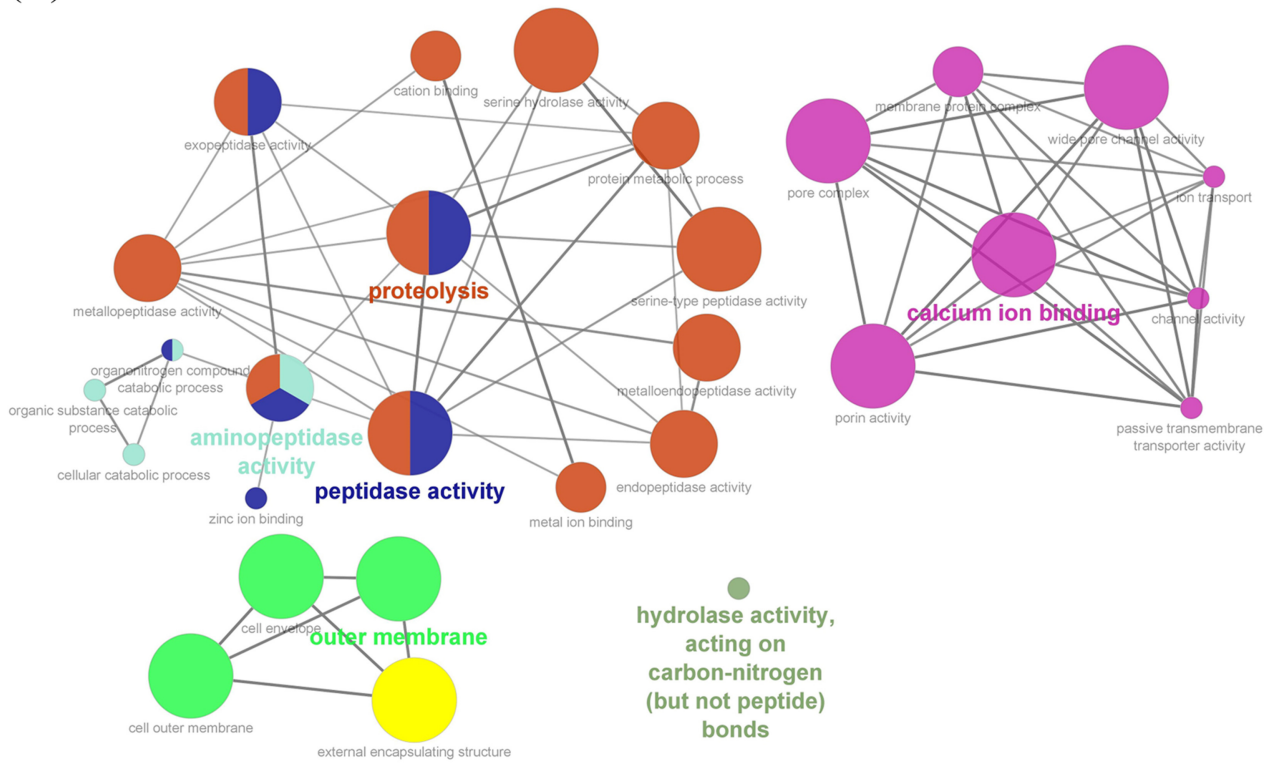 cation binding
serine hydrolase activity
exopeptidase activity
protein metabolic process
proteolysis
serine-type peptidase activity
metallopeptidase activity
organonitrogen compound
catabolic process
organic substance catabolic
process
cellular catabolic process
metalloendopeptidase activity
aminopeptidase
activity
peptidase activity
endopeptidase activity
zinc ion binding
metal ion binding
membrane protein complex
wide pore channel activity
pore complex
ion transport
calcium ion binding
channel activity
porin activity
passive transmembrane
transporter activity
cell envelope
outer membrane
cell outer membrane
external encapsulating structure
hydrolase activity,
acting on
carbon-nitrogen
(but not peptide)
bonds